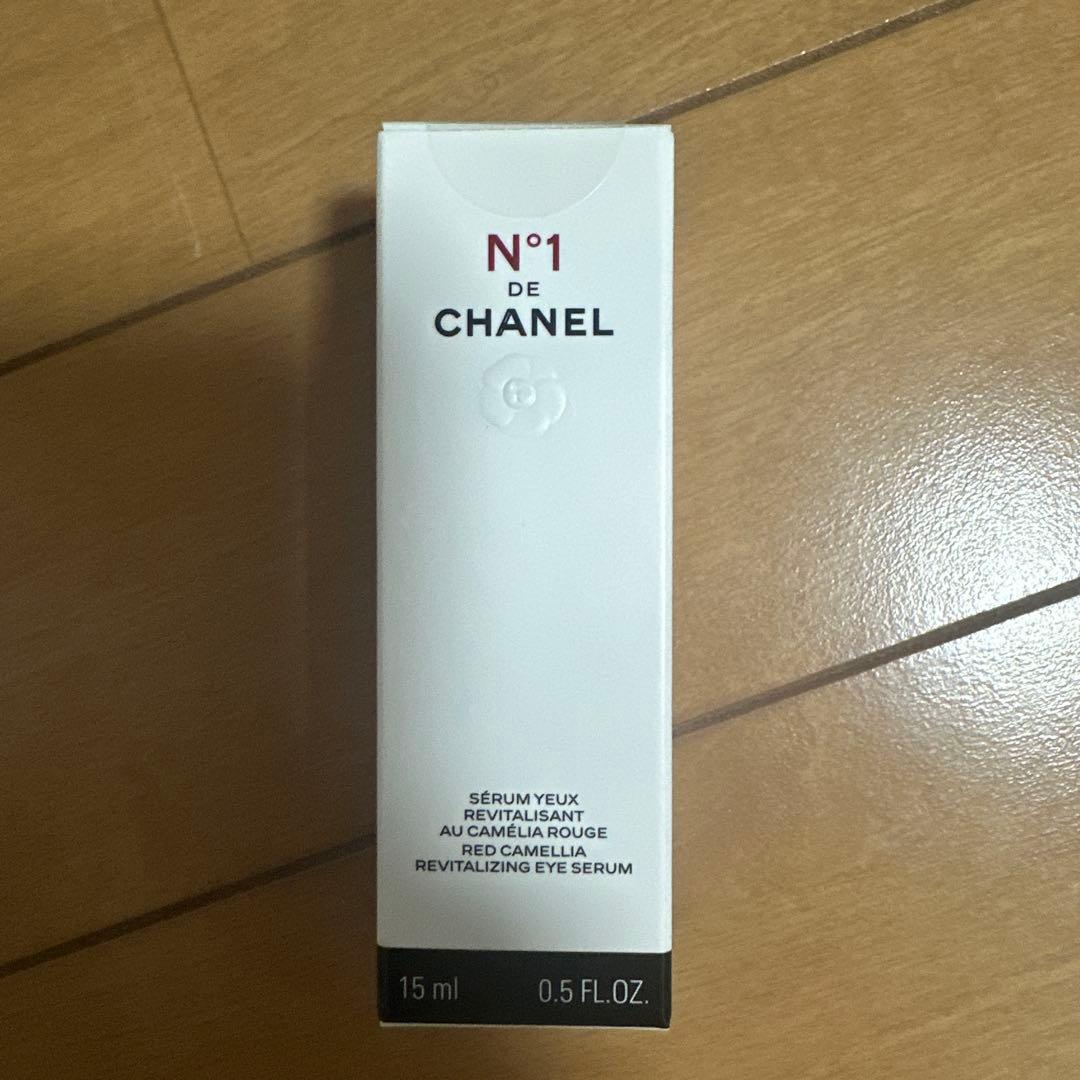 N°1
DE
CHANEL
SÉRUM YEUX
REVITALISANT
AU CAMÉLIA ROUGE
RED CAMELLIA
REVITALIZING EYE SERUM
15 ml 0.5 FL.OZ.